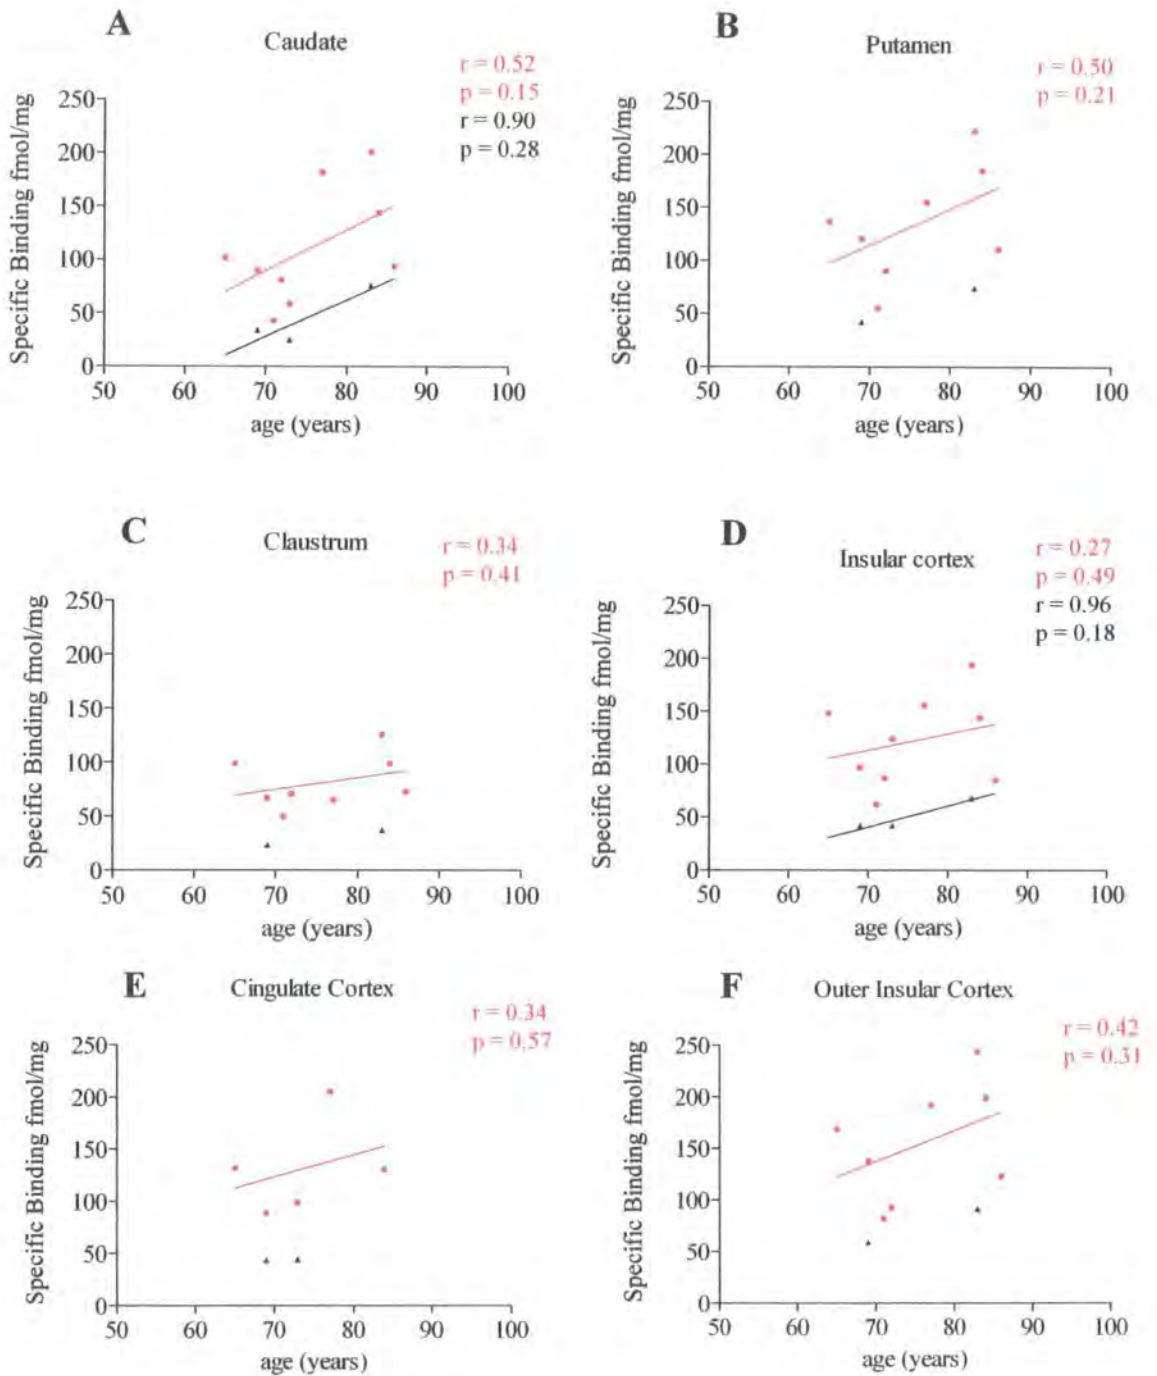 A
Caudate
r = 0.52
p = 0.15
r = 0.90
p = 0.28
Specific Binding fmol/mg
250
200
150
100
50
0
50 60 70 80 90 100
age (years)
B
Putamen
r = 0.50
p = 0.21
Specific Binding fmol/mg
250
200
150
100
50
0
50 60 70 80 90 100
age (years)
C
Claustrum
r = 0.34
p = 0.41
Specific Binding fmol/mg
250
200
150
100
50
0
50 60 70 80 90 100
age (years)
D
Insular cortex
r = 0.27
p = 0.49
r = 0.96
p = 0.18
Specific Binding fmol/mg
250
200
150
100
50
0
50 60 70 80 90 100
age (years)
E
Cingulate Cortex
r = 0.34
p = 0.57
Specific Binding fmol/mg
250
200
150
100
50
0
50 60 70 80 90 100
age (years)
F
Outer Insular Cortex
r = 0.42
p = 0.31
Specific Binding fmol/mg
250
200
150
100
50
0
50 60 70 80 90 100
age (years)